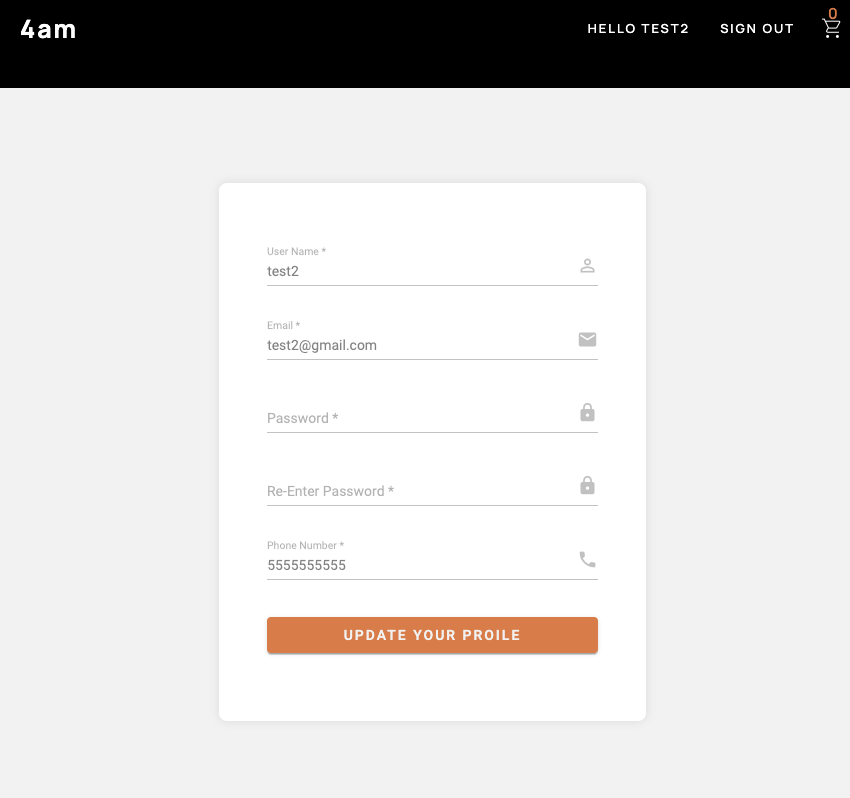 4am
HELLO TEST2
SIGN OUT
0
User Name *
test2
Email *
test2@gmail.com
Password *
Re-Enter Password *
Phone Number *
5555555555
UPDATE YOUR PROILE